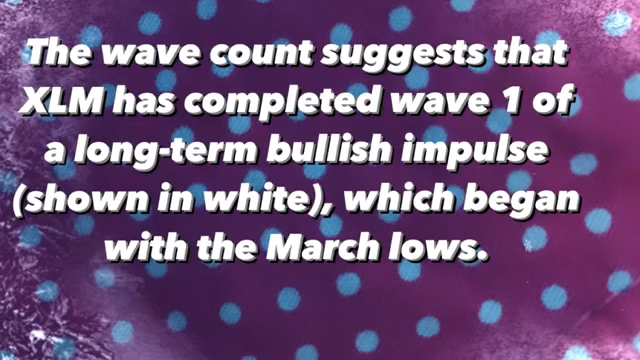 The wave count suggests that
XLM has completed wave 1 of
a long-term bullish impulse
(shown in white), which began
with the March lows.